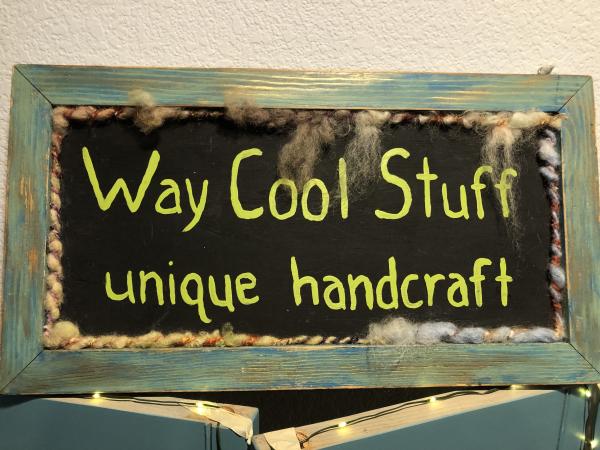 Way Cool Stuff
unique handcraft